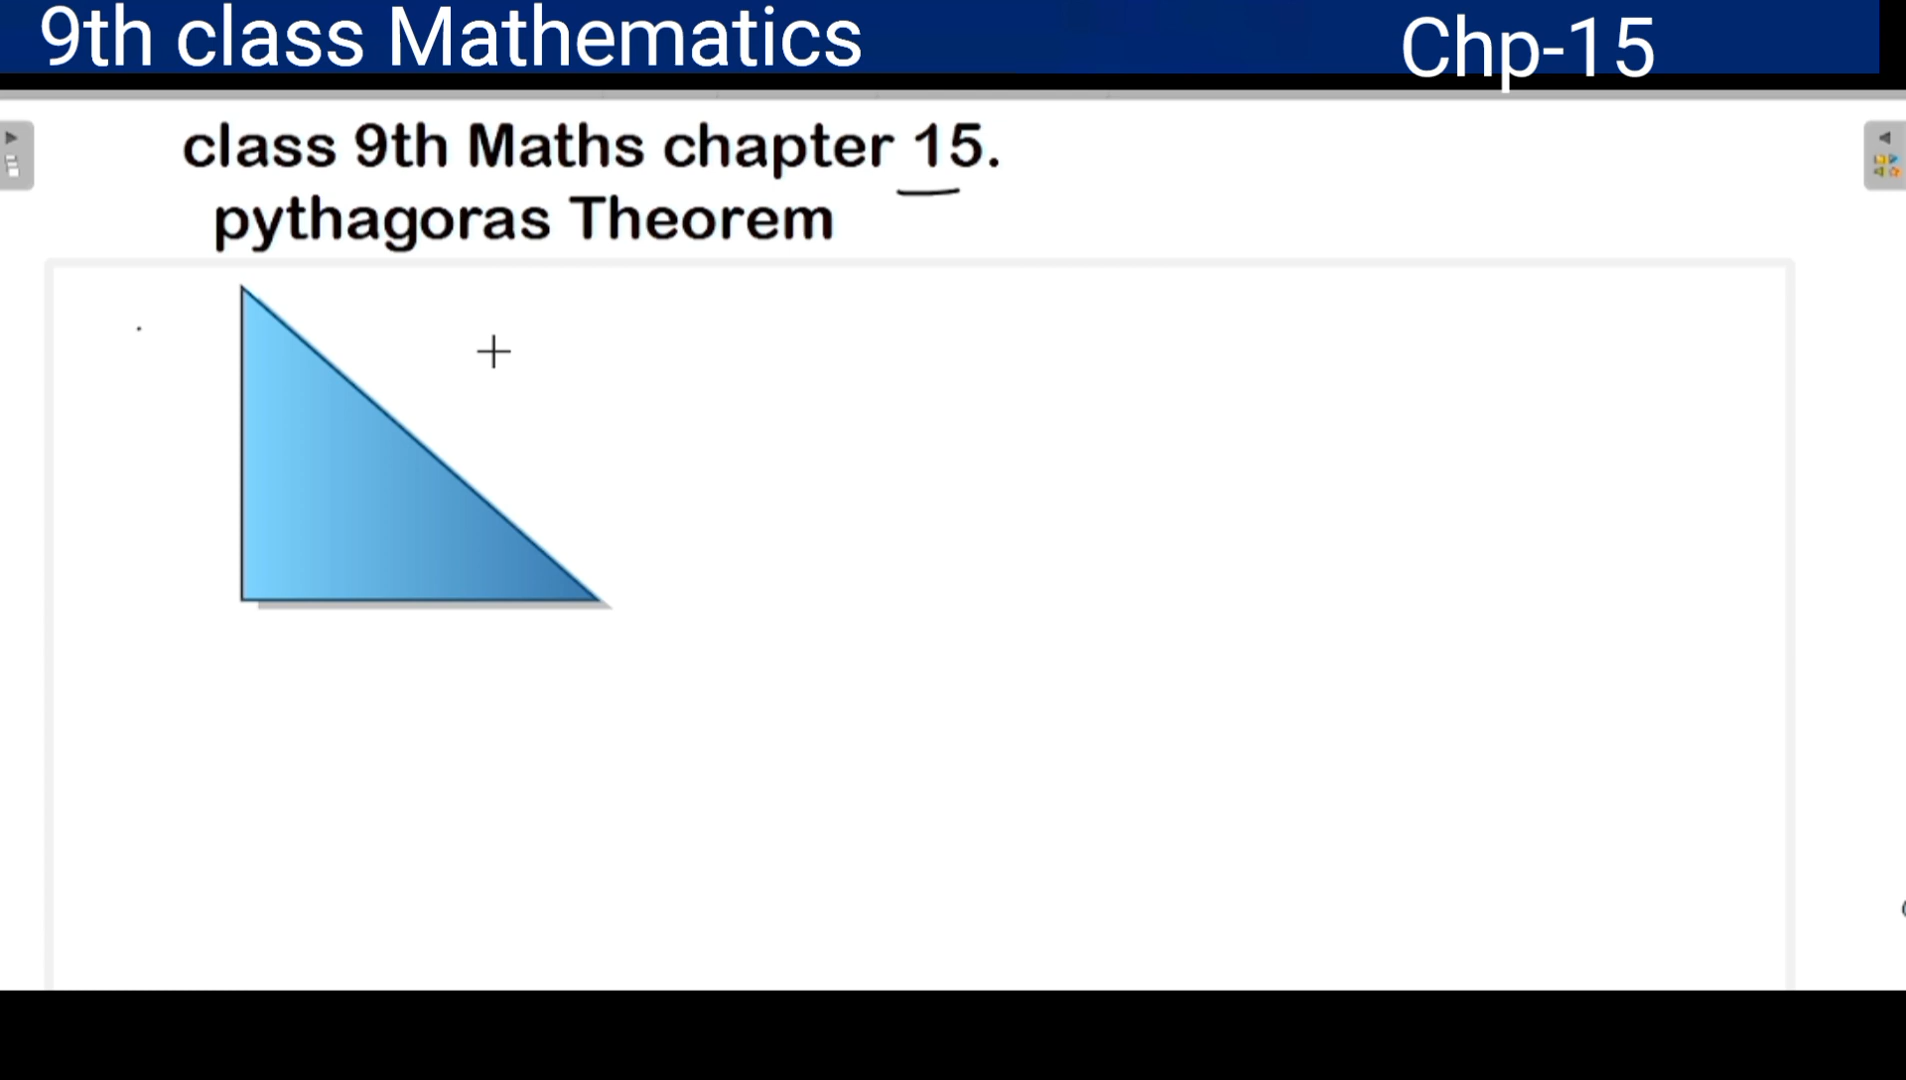 9th class Mathematics
Chp-15
class 9th Maths chapter 15.
pythagoras Theorem